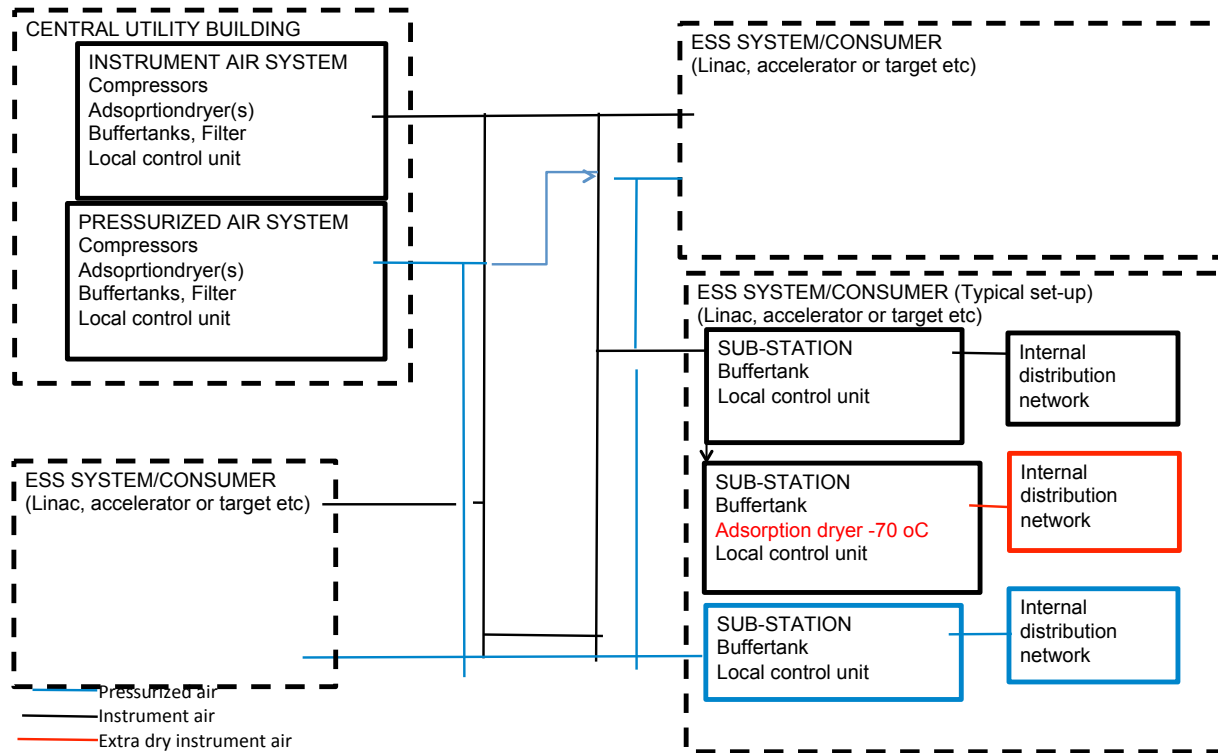 CENTRAL UTILITY BUILDING
INSTRUMENT AIR SYSTEM
Compressors
Adsoprtiondryer(s)
Buffertanks, Filter
Local control unit
PRESSURIZED AIR SYSTEM
Compressors
Adsoprtiondryer(s)
Buffertanks, Filter
Local control unit
ESS SYSTEM/CONSUMER
(Linac, accelerator or target etc)
ESS SYSTEM/CONSUMER (Typical set-up)
(Linac, accelerator or target etc)
SUB-STATION
Buffertank
Local control unit
Internal
distribution
network
SUB-STATION
Buffertank
Adsorption dryer -70 oC
Local control unit
Internal
distribution
network
SUB-STATION
Buffertank
Local control unit
Internal
distribution
network
ESS SYSTEM/CONSUMER
(Linac, accelerator or target etc)
Pressurized air
Instrument air
Extra dry instrument air